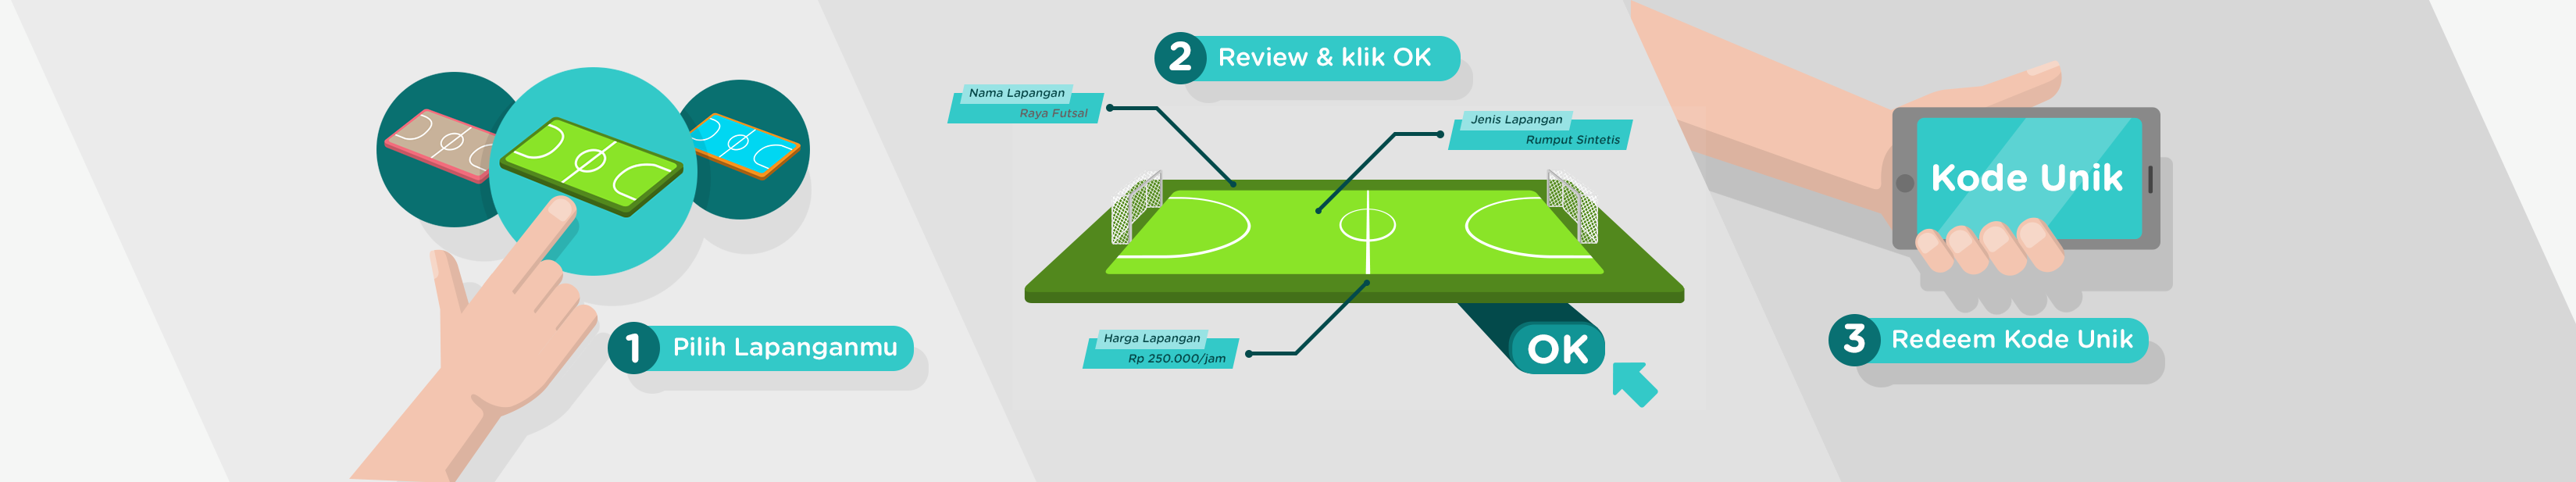 1 Pilih Lapanganmu
2 Review & klik OK
Nama Lapangan
Raya Futsal
Jenis Lapangan
Rumput Sintetis
Harga Lapangan
Rp 250.000/jam
OK
Kode Unik
3 Redeem Kode Unik